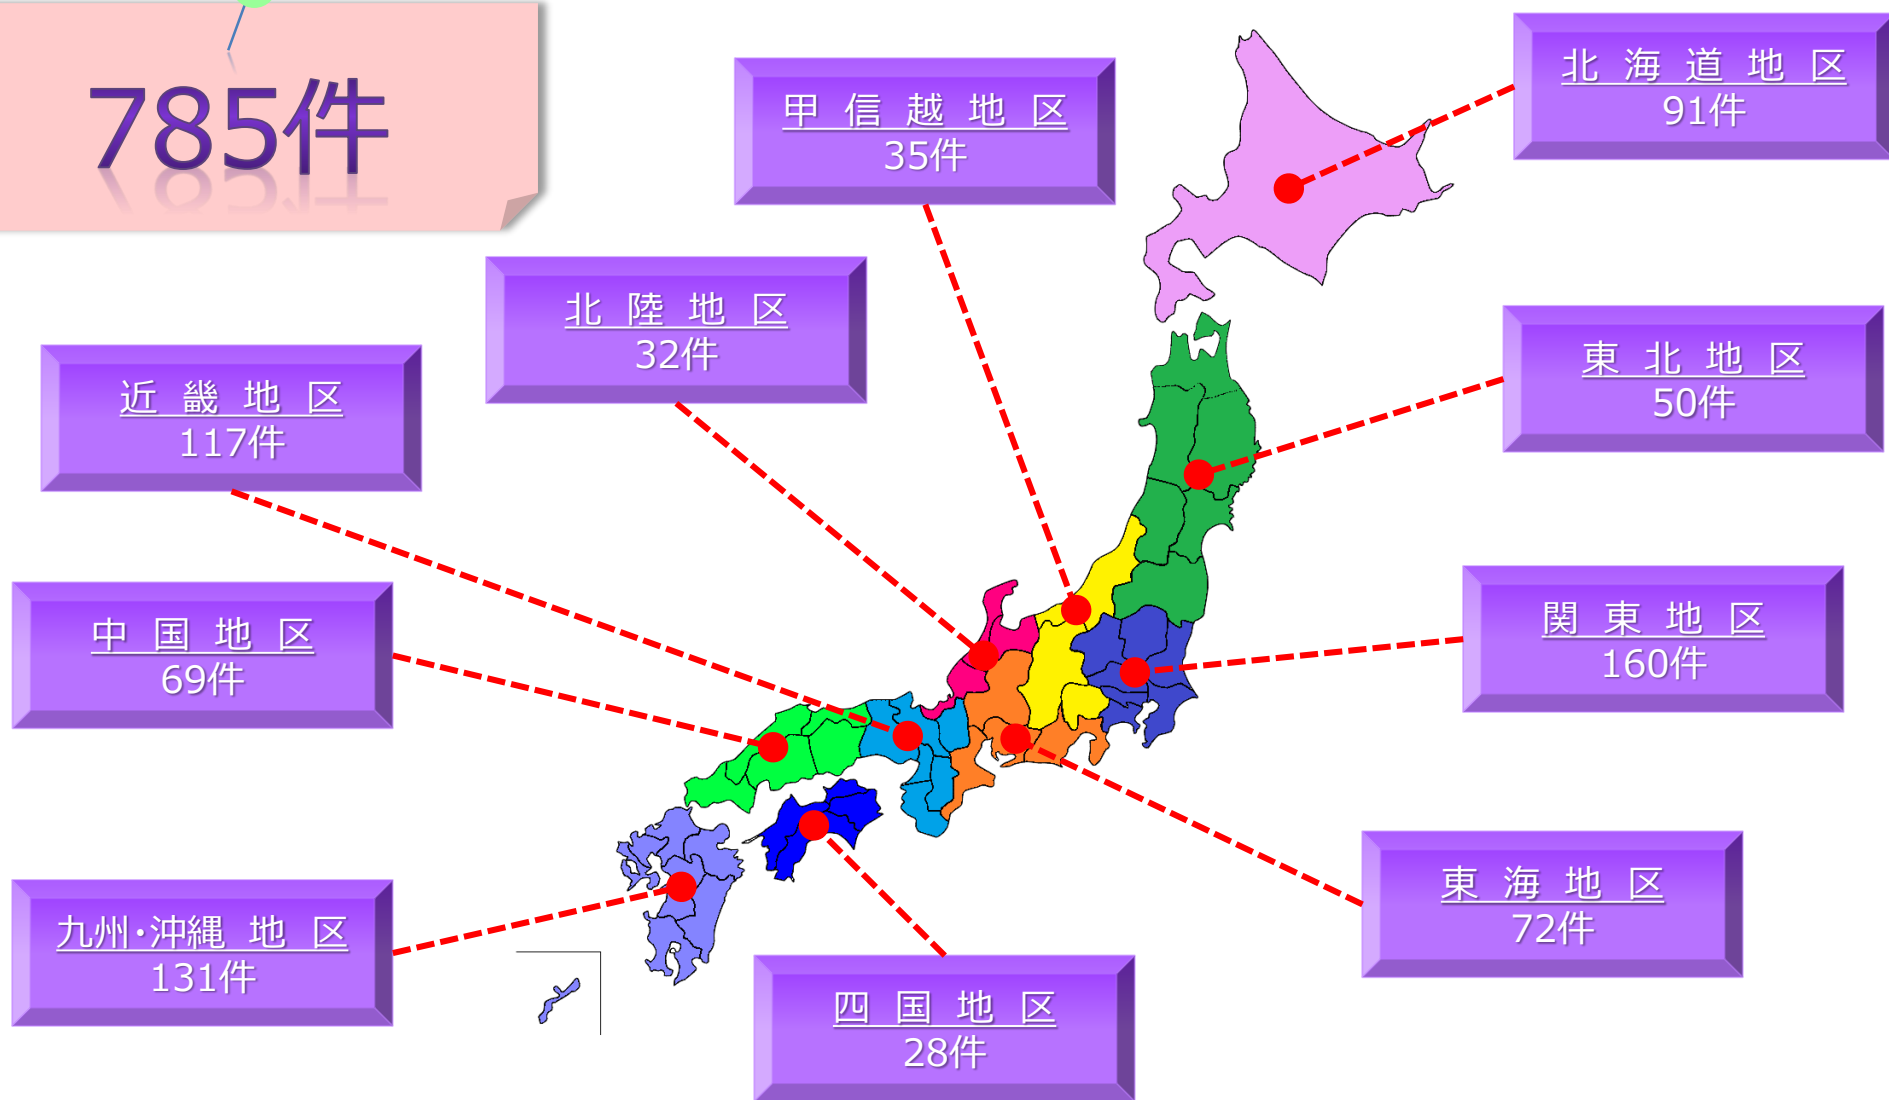 785件
甲信越地区
35件
北海道地区
91件
北陸地区
32件
東北地区
50件
近畿地区
117件
中国地区
69件
関東地区
160件
九州・沖縄地区
131件
東海地区
72件
四国地区
28件